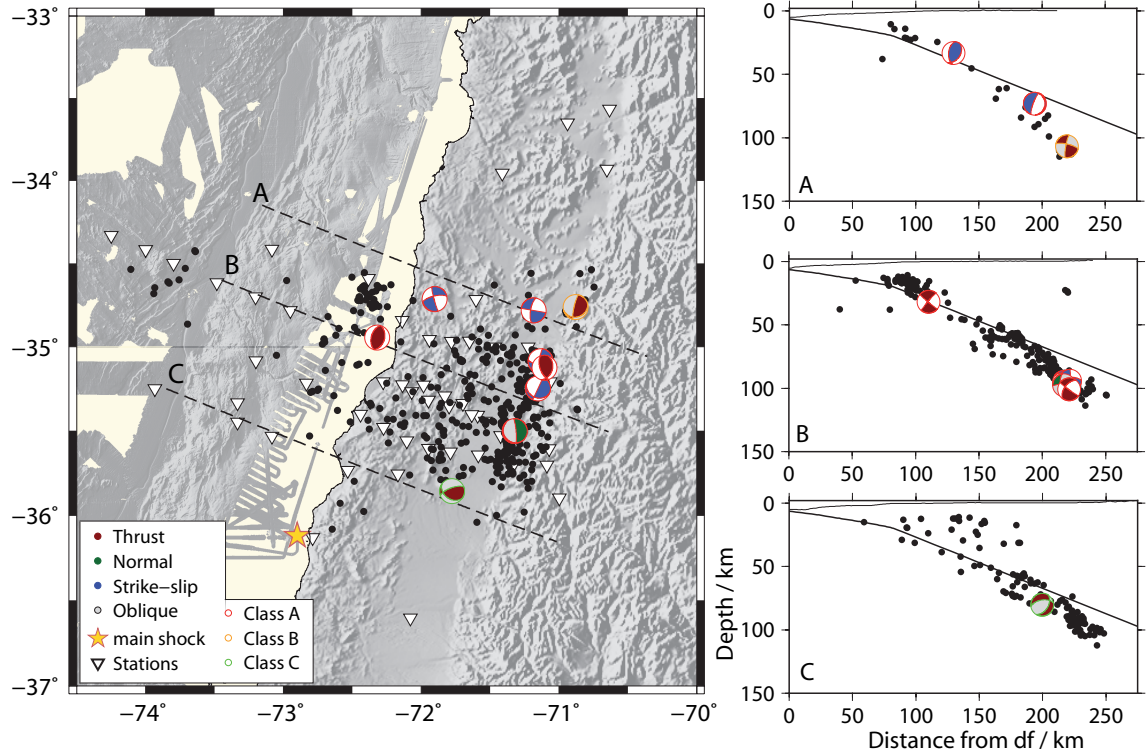 −33°
−34°
−35°
−36°
−37°
−74°
−73°
−72°
−71°
−70°
A
B
C
Thrust
Normal
Strike−slip
Oblique
main shock
Stations
Class A
Class B
Class C
0
50
100
150
0 50 100 150 200 250
A
0
50
100
150
0 50 100 150 200 250
B
0
50
100
150
0 50 100 150 200 250
C
Depth / km
Distance from df / km